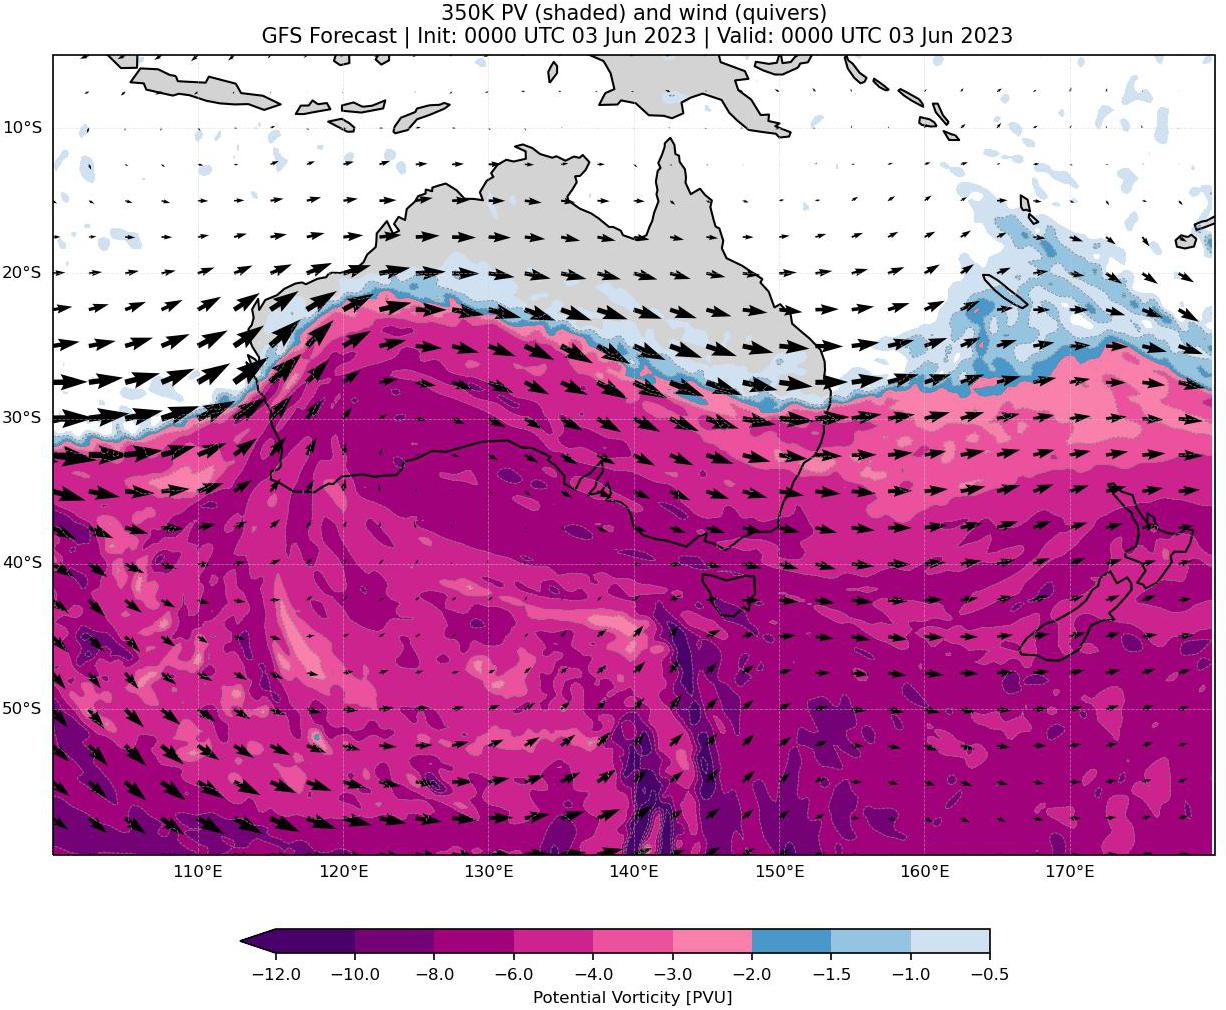 350K PV (shaded) and wind (quivers)
GFS Forecast | Init: 0000 UTC 03 Jun 2023 | Valid: 0000 UTC 03 Jun 2023
10°S
20°S
30°S
40°S
50°S
110°E 120°E 130°E 140°E 150°E 160°E 170°E
−12.0 −10.0 −8.0 −6.0 −4.0 −3.0 −2.0 −1.5 −1.0 −0.5
Potential Vorticity [PVU]